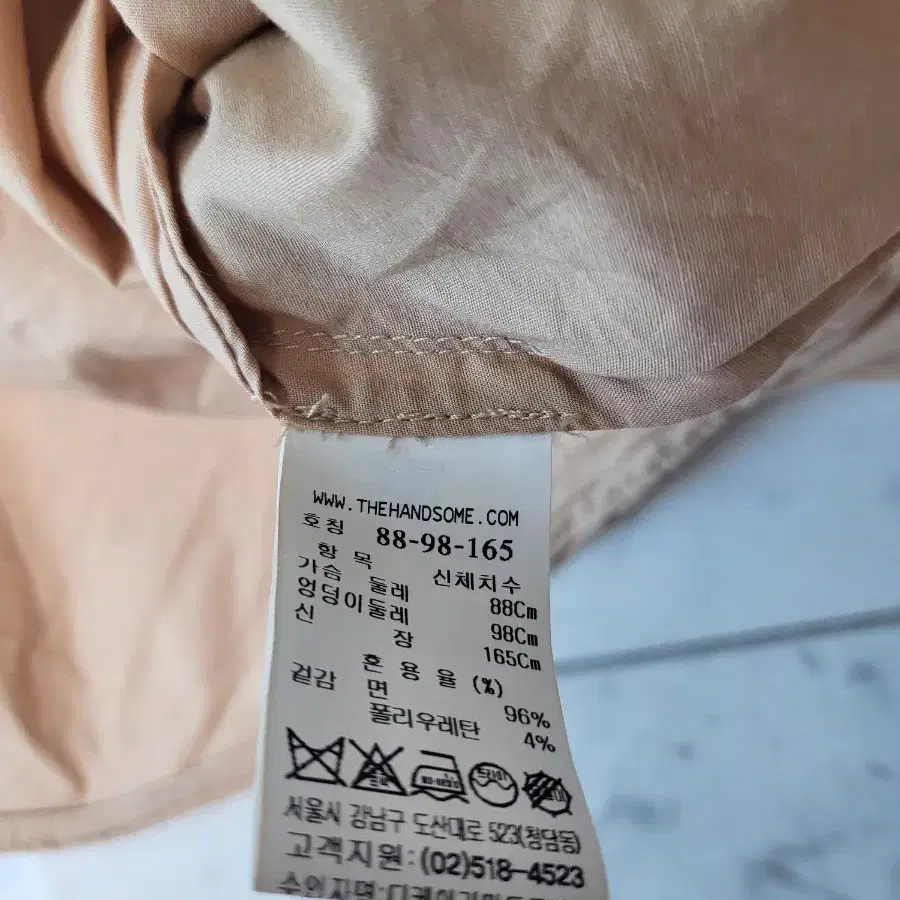 WWW.THEHANDSOME.COM
호칭 88-98-165
항 목 신체치수
가슴 둘레 88Cm
엉덩이둘레 98Cm
신 장 165Cm
혼 용 율 (%)
겉감 면 96%
폴리우레탄 4%
드라이
서울시 강남구 도산대로 523(청담동)
고객지원:(02)518-4523